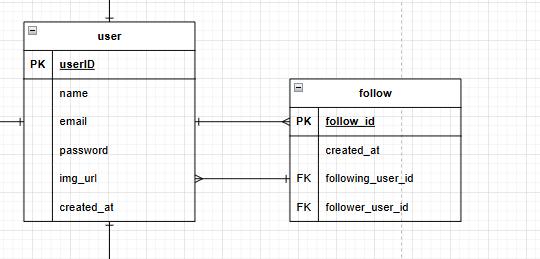 user
PK userID
name
email
password
img_url
created_at
follow
PK follow_id
created_at
FK following_user_id
FK follower_user_id